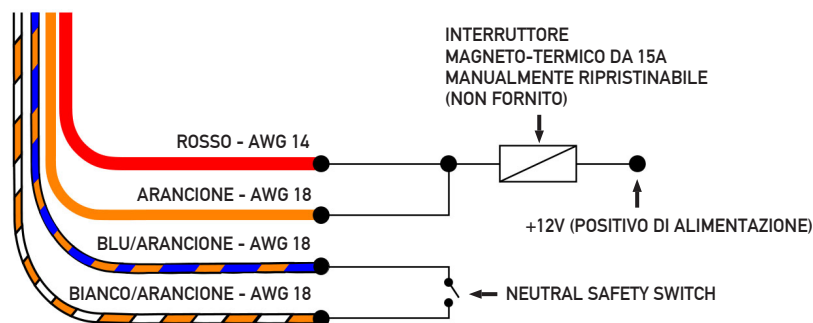 INTERRUTTORE
MAGNETO-TERMICO DA 15A
MANUALMENTE RIPRISTINABILE
(NON FORNITO)
ROSSO - AWG 14
ARANCIONE - AWG 18
+12V (POSITIVO DI ALIMENTAZIONE)
BLU/ARANCIONE - AWG 18
BIANCO/ARANCIONE - AWG 18
NEUTRAL SAFETY SWITCH